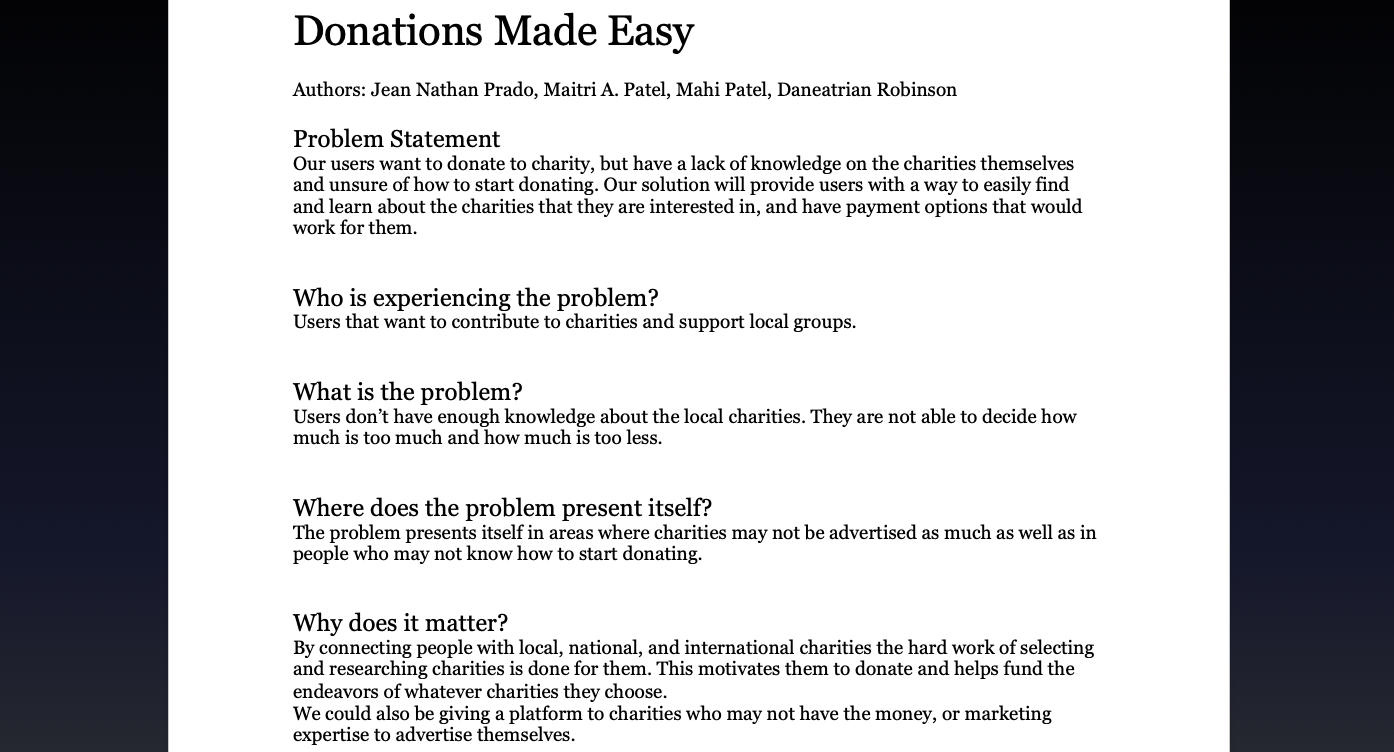 Donations Made Easy
Authors: Jean Nathan Prado, Maitri A. Patel, Mahi Patel, Daneatrian Robinson
Problem Statement
Our users want to donate to charity, but have a lack of knowledge on the charities themselves
and unsure of how to start donating. Our solution will provide users with a way to easily find
and learn about the charities that they are interested in, and have payment options that would
work for them.
Who is experiencing the problem?
Users that want to contribute to charities and support local groups.
What is the problem?
Users don’t have enough knowledge about the local charities. They are not able to decide how
much is too much and how much is too less.
Where does the problem present itself?
The problem presents itself in areas where charities may not be advertised as much as well as in
people who may not know how to start donating.
Why does it matter?
By connecting people with local, national, and international charities the hard work of selecting
and researching charities is done for them. This motivates them to donate and helps fund the
endeavors of whatever charities they choose.
We could also be giving a platform to charities who may not have the money, or marketing
expertise to advertise themselves.